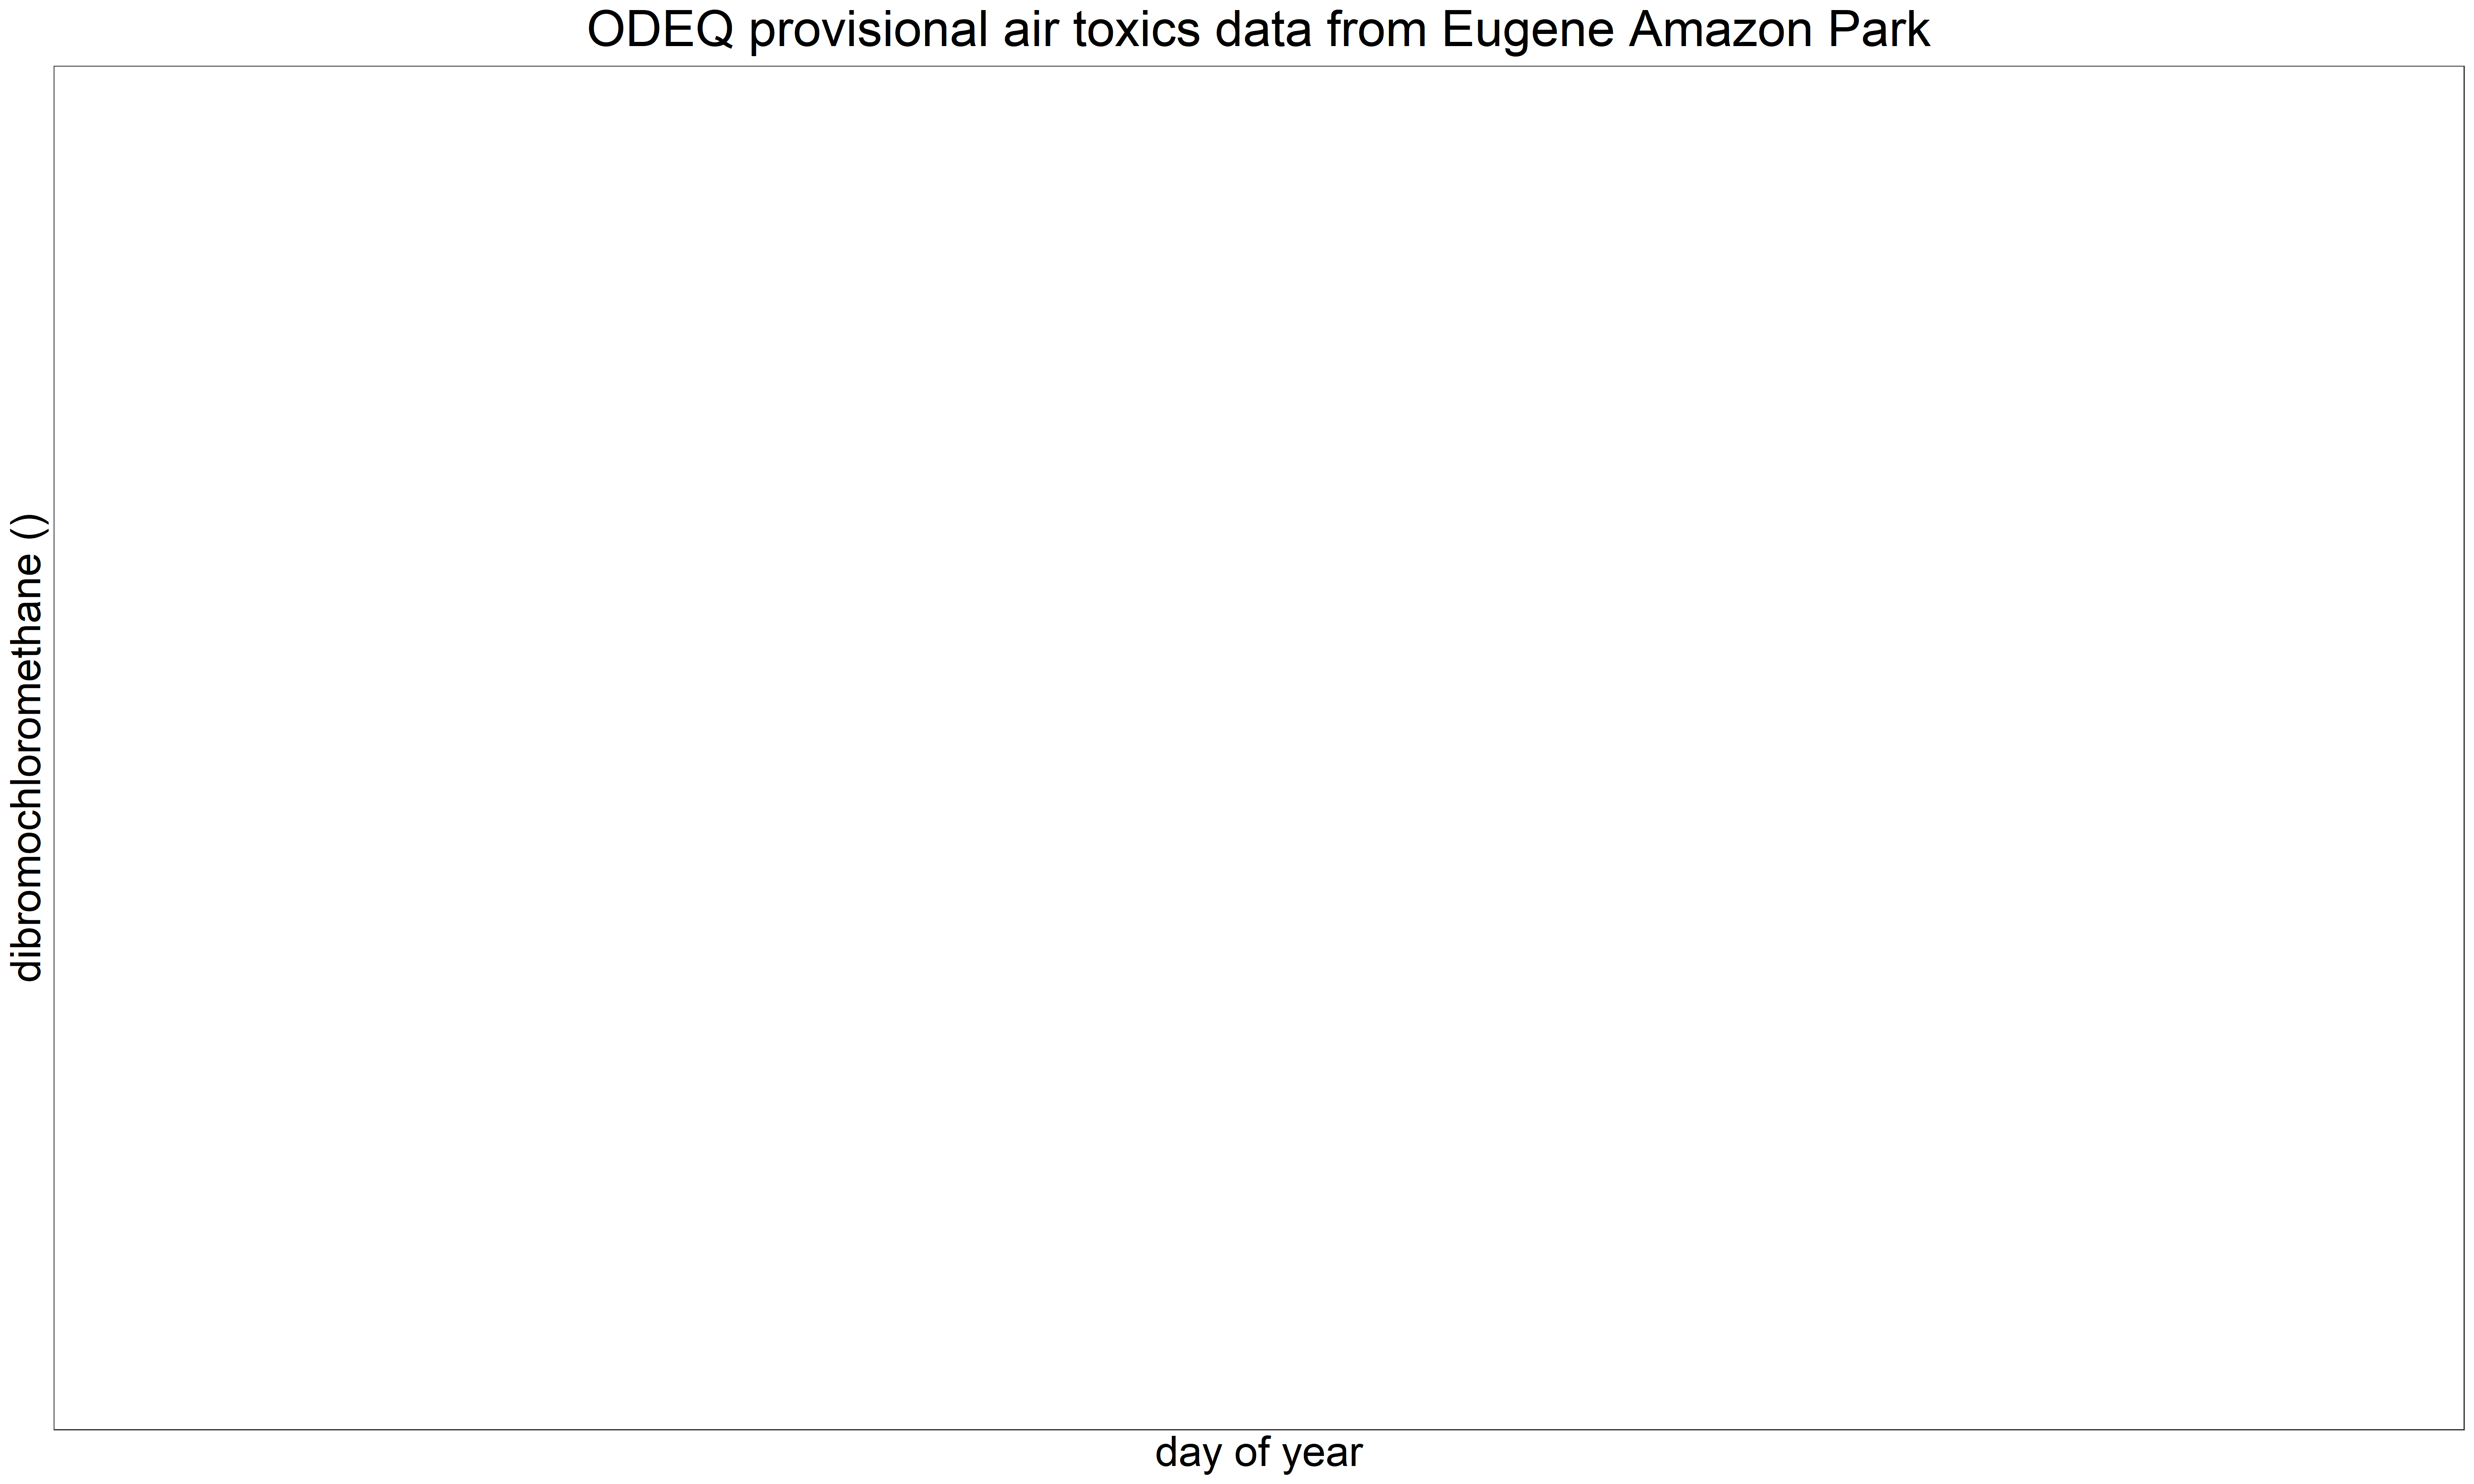 ODEQ provisional air toxics data from Eugene Amazon Park
dibromochloromethane ()
day of year